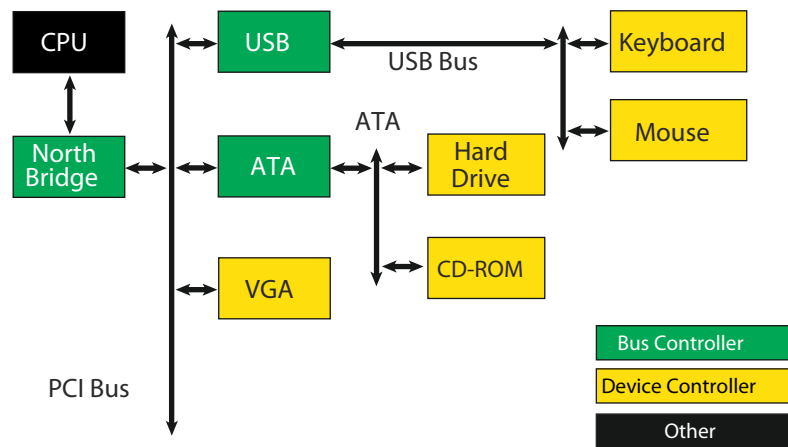 CPU
USB
Keyboard
USB Bus
ATA
Mouse
North
Bridge
ATA
Hard
Drive
VGA
CD-ROM
PCI Bus
Bus Controller
Device Controller
Other